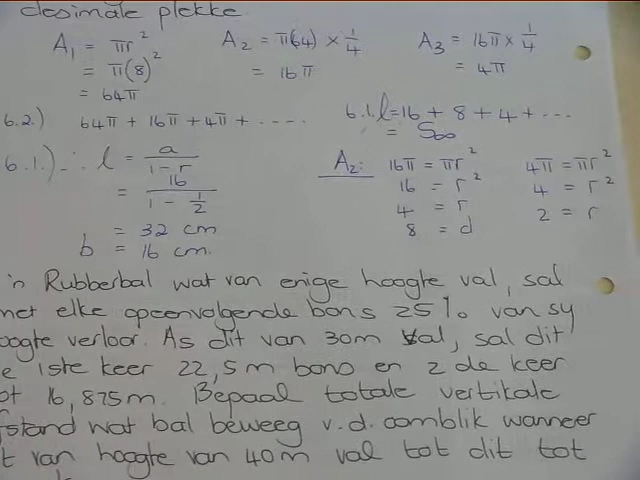 desimale plekke
A₁ = πr²   A₂ = π(64) × 1/4   A₃ = 16π × 1/4
= π(8)²   = 16π   = 4π
= 64π
6.2.) 64π + 16π + 4π + .....   6.1. l = 16 + 8 + 4 + ...
= S∞
6.1.) ∴ l = a/(1 - r)   A₂: 16π = πr²   4π = πr²
= 16/(1 - 1/2)   16 = r²   4 = r²
4 = r   2 = r
= 32 cm   8 = d
b = 16 cm.
'n Rubberbal wat van enige hoogte val, sal
met elke opeenvolgende bons 25% van sy
hoogte verloor. As dit van 30m val, sal dit
1ste keer 22,5m bons en 2de keer
tot 16,875m. Bepaal totale vertikale
afstand wat bal beweeg v.d. oomblik wanneer
van hoogte van 40m val tot dit tot